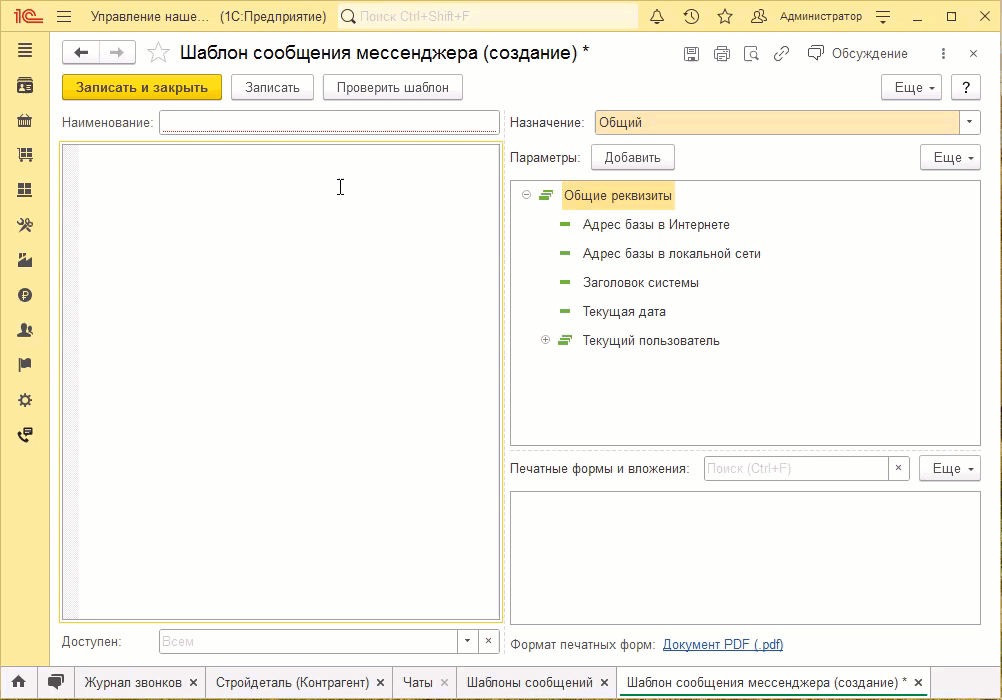 1С Управление наше... (1С:Предприятие) Поиск Ctrl+Shift+F Администратор
Шаблон сообщения мессенджера (создание) *
Обсуждение
Записать и закрыть Записать Проверить шаблон Еще ?
Наименование:
Назначение: Общий
Параметры: Добавить Еще
Общие реквизиты
Адрес базы в Интернете
Адрес базы в локальной сети
Заголовок системы
Текущая дата
Текущий пользователь
Печатные формы и вложения: Поиск (Ctrl+F) × Еще
Доступен: Всем ×
Формат печатных форм: Документ PDF (.pdf)
Журнал звонков × Стройдеталь (Контрагент) × Чаты × Шаблоны сообщений × Шаблон сообщения мессенджера (создание) * ×